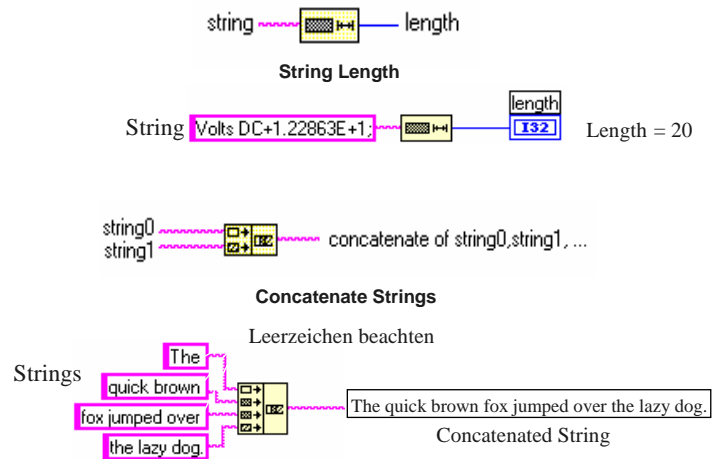 string length
String Length
length
String Volts DC+1.22863E+1; I32 Length = 20
string0
string1
concatenate of string0,string1, ...
Concatenate Strings
Leerzeichen beachten
The
Strings
quick brown
fox jumped over
the lazy dog.
The quick brown fox jumped over the lazy dog.
Concatenated String